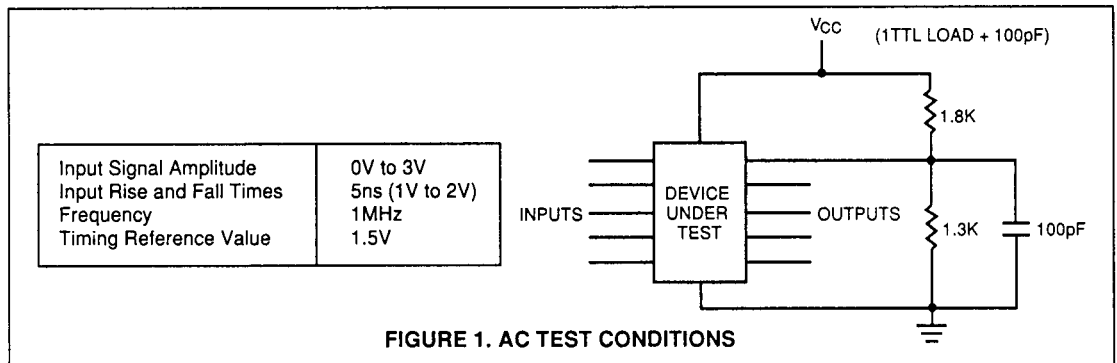 VCC
(1TTL LOAD + 100pF)
1.8K
Input Signal Amplitude 0V to 3V
Input Rise and Fall Times 5ns (1V to 2V)
Frequency 1MHz
Timing Reference Value 1.5V
INPUTS
DEVICE
UNDER
TEST
OUTPUTS
1.3K
100pF
FIGURE 1. AC TEST CONDITIONS